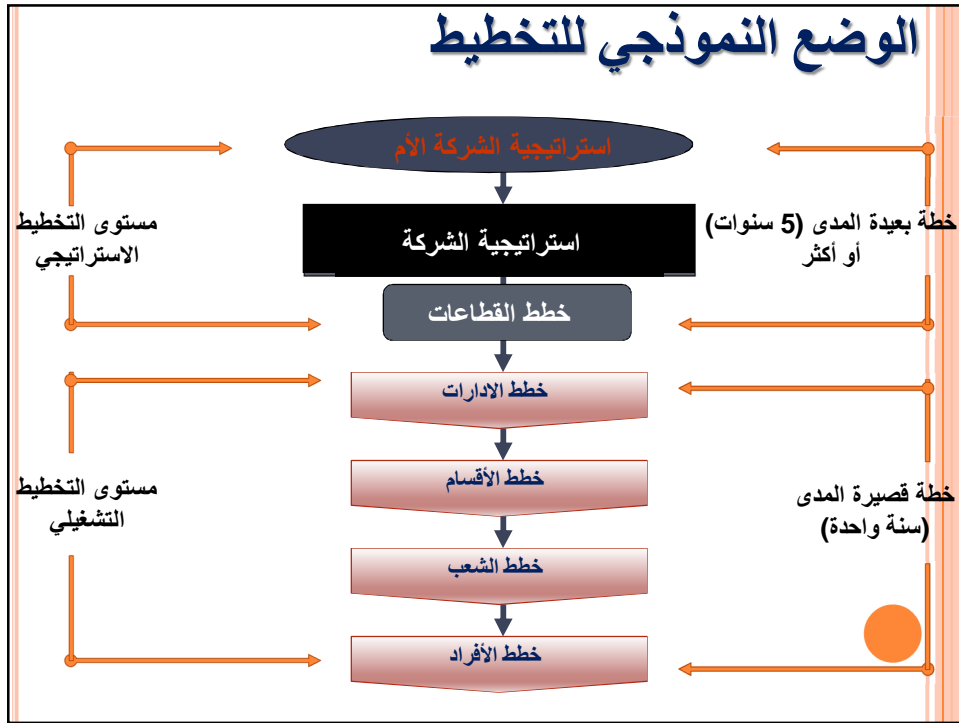 الوضع النموذجي للتخطيط
استراتيجية الشركة الأم
خطة بعيدة المدى (5 سنوات)
أو أكثر
استراتيجية الشركة
مستوى التخطيط
الاستراتيجي
خطط القطاعات
خطط الادارات
خطط الأقسام
خطة قصيرة المدى
(سنة واحدة)
مستوى التخطيط
التشغيلي
خطط الشعب
خطط الأفراد